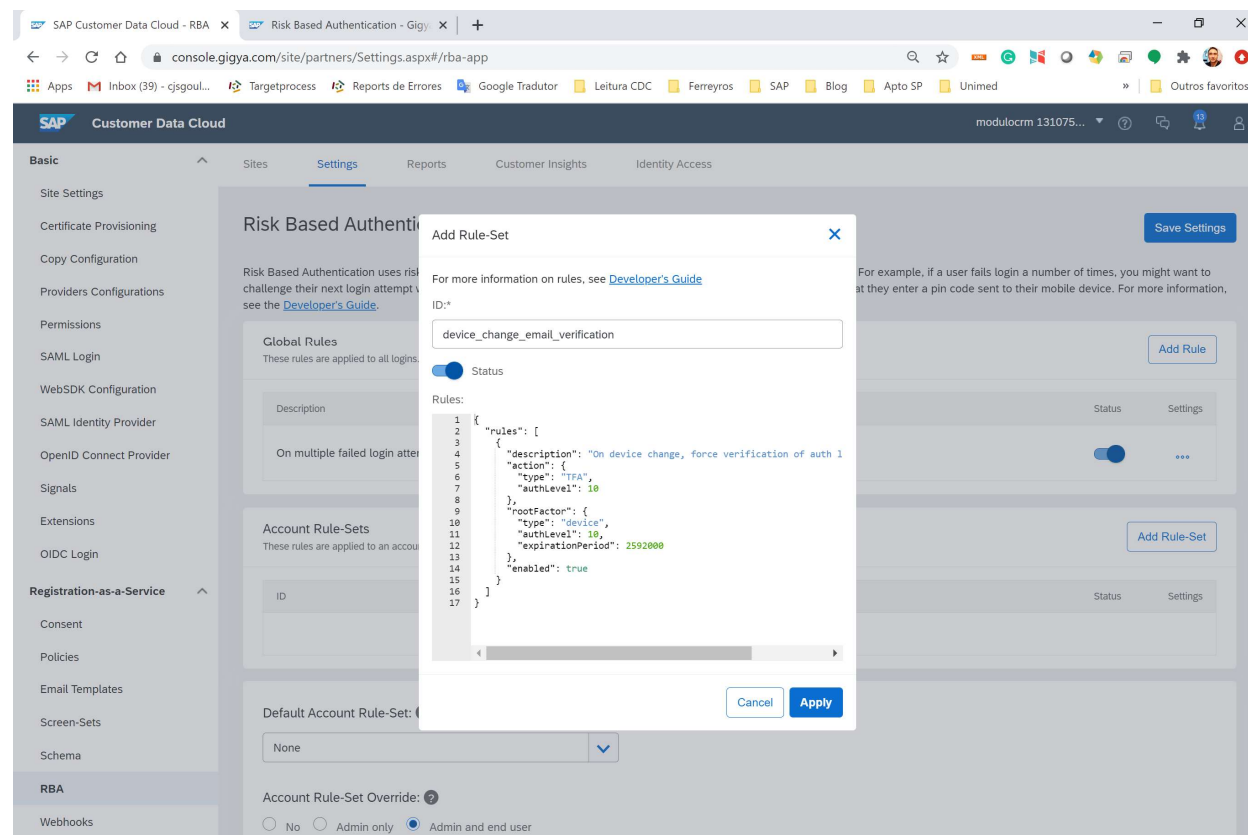 SAP Customer Data Cloud - RBA
Risk Based Authentication - Gigy
console.gigya.com/site/partners/Settings.aspx#/rba-app
Apps
Inbox (39) - cjsgoul...
Targetprocess
Reports de Errores
Google Tradutor
Leitura CDC
Ferreyros
SAP
Blog
Apto SP
Unimed
»
Outros favoritos
SAP Customer Data Cloud
modulocrm 131075...
13
Basic
Site Settings
Certificate Provisioning
Copy Configuration
Providers Configurations
Permissions
SAML Login
WebSDK Configuration
SAML Identity Provider
OpenID Connect Provider
Signals
Extensions
OIDC Login
Registration-as-a-Service
Consent
Policies
Email Templates
Screen-Sets
Schema
RBA
Webhooks
Sites
Settings
Reports
Customer Insights
Identity Access
Risk Based Authenti
Save Settings
Risk Based Authentication uses risk
For example, if a user fails login a number of times, you might want to
challenge their next login attempt
at they enter a pin code sent to their mobile device. For more information,
see the Developer's Guide.
Global Rules
These rules are applied to all logins.
Add Rule
Description
Status
Settings
On multiple failed login atte
Account Rule-Sets
These rules are applied to an accou
Add Rule-Set
ID
Status
Settings
Default Account Rule-Set:
None
Account Rule-Set Override: ?
No
Admin only
Admin and end user
Add Rule-Set
For more information on rules, see Developer's Guide
ID:*
device_change_email_verification
Status
Rules:
1 {
2 "rules": [
3 {
4 "description": "On device change, force verification of auth l
5 "action": {
6 "type": "TFA",
7 "authLevel": 10
8 },
9 "rootFactor": {
10 "type": "device",
11 "authLevel": 10,
12 "expirationPeriod": 2592000
13 },
14 "enabled": true
15 }
16 ]
17 }
Cancel
Apply